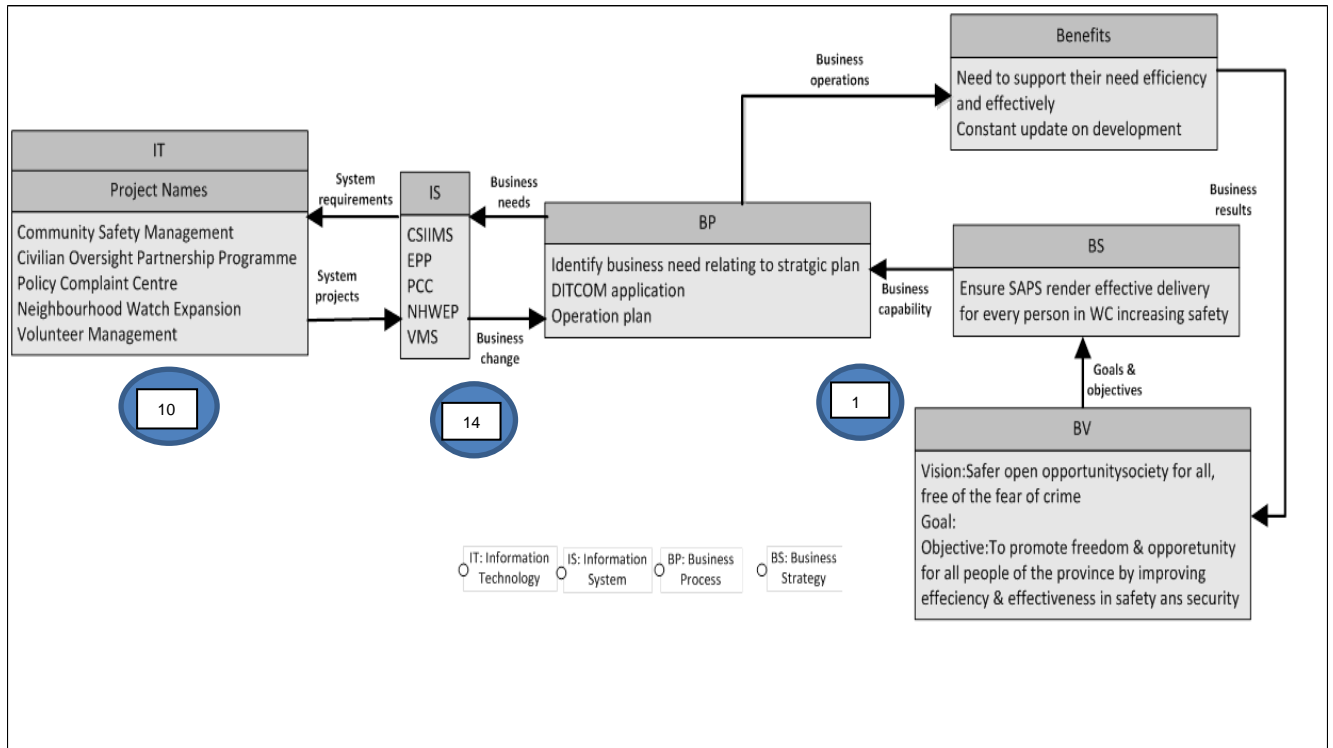 Benefits
Need to support their need efficiency
and effectively
Constant update on development
Business
operations
IT
Project Names
Community Safety Management
Civilian Oversight Partnership Programme
Policy Complaint Centre
Neighbourhood Watch Expansion
Volunteer Management
System
requirements
System
projects
IS
CSIIMS
EPP
PCC
NHWEP
VMS
Business
needs
Business
change
BP
Identify business need relating to stratgic plan
DITCOM application
Operation plan
Business
capability
Business
results
BS
Ensure SAPS render effective delivery
for every person in WC increasing safety
Goals &
objectives
10
14
1
BV
Vision:Safer open opportunitysociety for all,
free of the fear of crime
Goal:
Objective:To promote freedom & opporetunity
for all people of the province by improving
effeciency & effectiveness in safety ans security
IT: Information
Technology
IS: Information
System
BP: Business
Process
BS: Business
Strategy